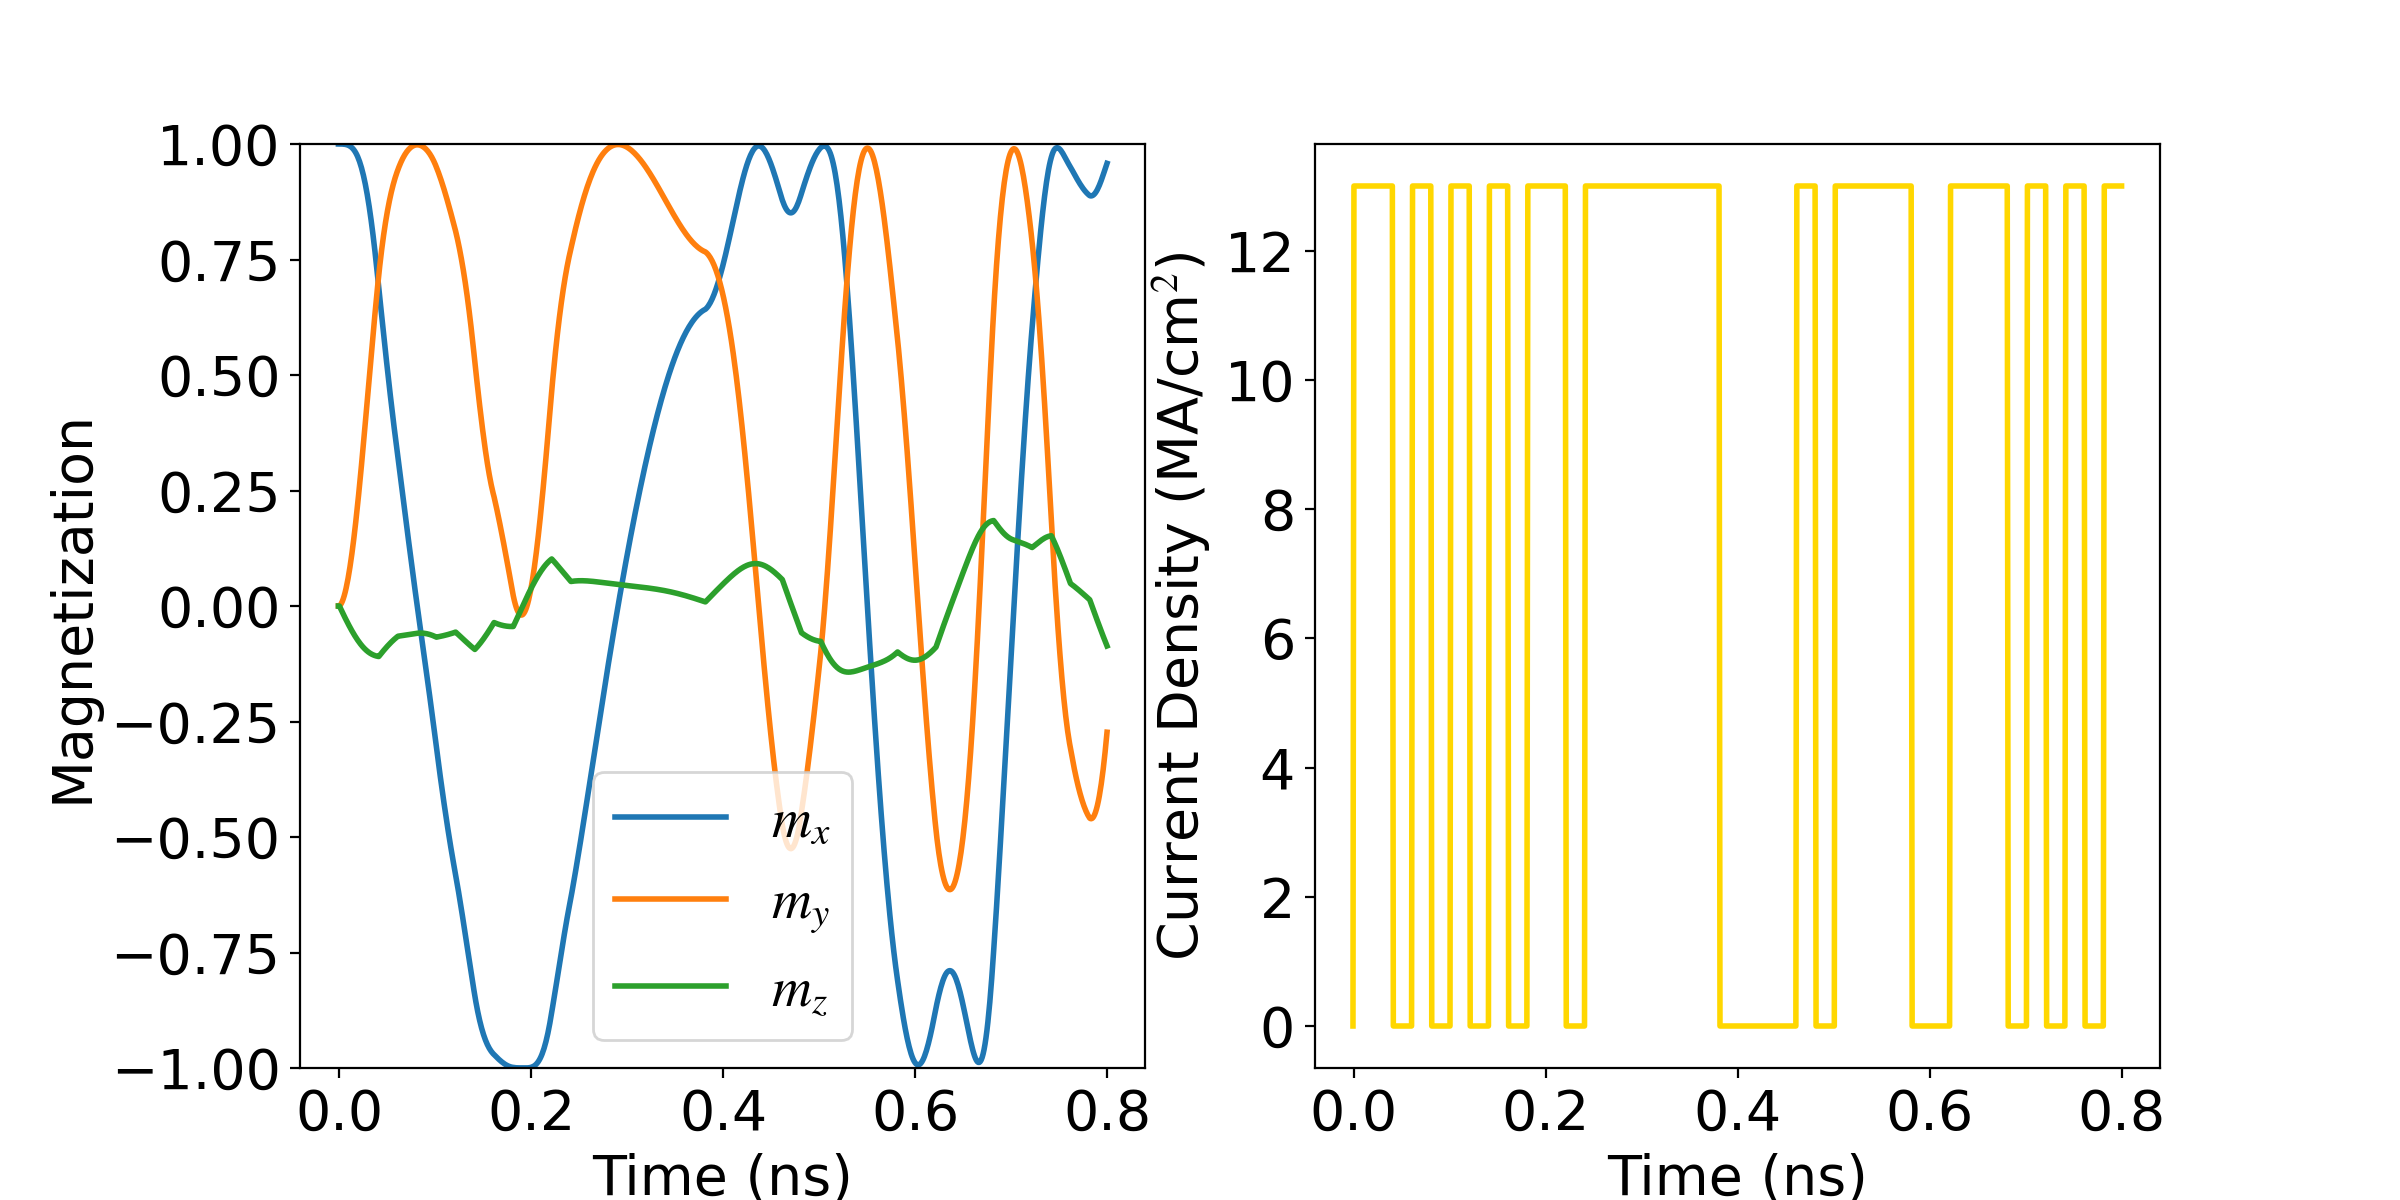 1.00
0.75
0.50
0.25
0.00
−0.25
−0.50
−0.75
−1.00
Magnetization
0.0 0.2 0.4 0.6 0.8
Time (ns)
m_x
m_y
m_z
12
10
8
6
4
2
0
Current Density (MA/cm²)
0.0 0.2 0.4 0.6 0.8
Time (ns)